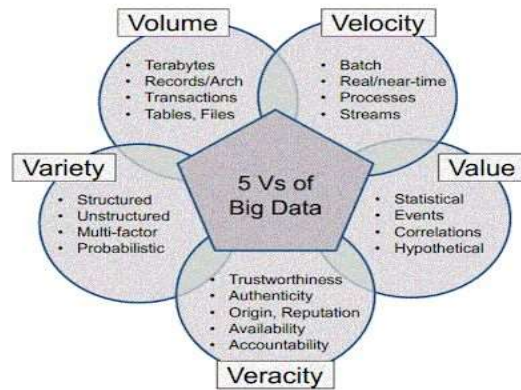 Volume
• Terabytes
• Records/Arch
• Transactions
• Tables, Files
Velocity
• Batch
• Real/near-time
• Processes
• Streams
Variety
• Structured
• Unstructured
• Multi-factor
• Probabilistic
5 Vs of
Big Data
Value
• Statistical
• Events
• Correlations
• Hypothetical
• Trustworthiness
• Authenticity
• Origin, Reputation
• Availability
• Accountability
Veracity